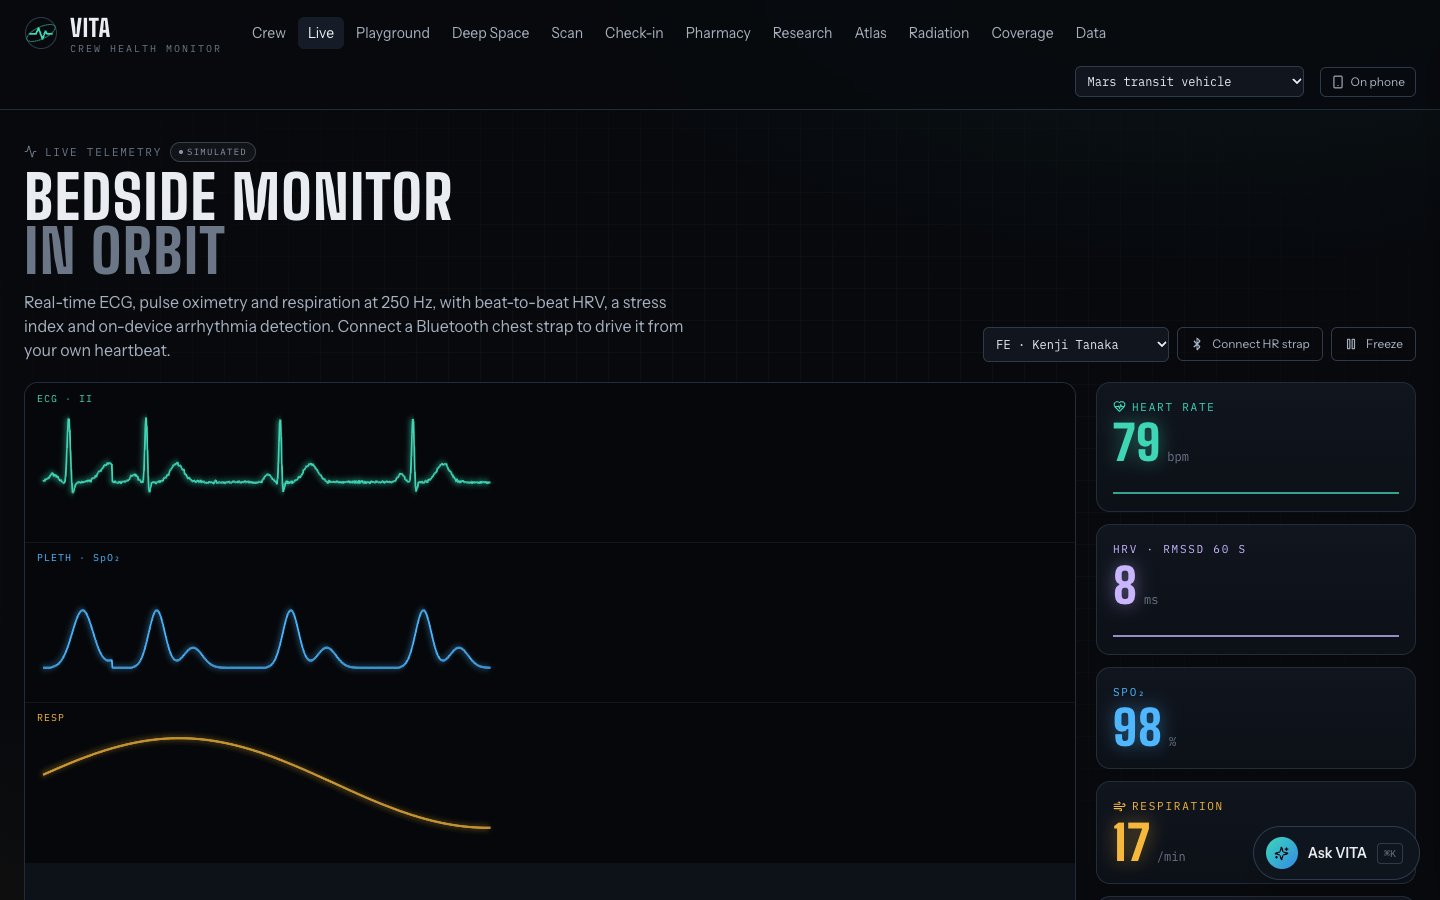 VITA
CREW HEALTH MONITOR
Crew
Live
Playground
Deep Space
Scan
Check-in
Pharmacy
Research
Atlas
Radiation
Coverage
Data
Mars transit vehicle
On phone
LIVE TELEMETRY
SIMULATED
BEDSIDE MONITOR
IN ORBIT
Real-time ECG, pulse oximetry and respiration at 250 Hz, with beat-to-beat HRV, a stress
index and on-device arrhythmia detection. Connect a Bluetooth chest strap to drive it from
your own heartbeat.
FE · Kenji Tanaka
Connect HR strap
Freeze
ECG · II
PLETH · SpO₂
RESP
HEART RATE
79 bpm
HRV · RMSSD 60 S
8 ms
SPO₂
98 %
RESPIRATION
17 /min
Ask VITA
⌘K